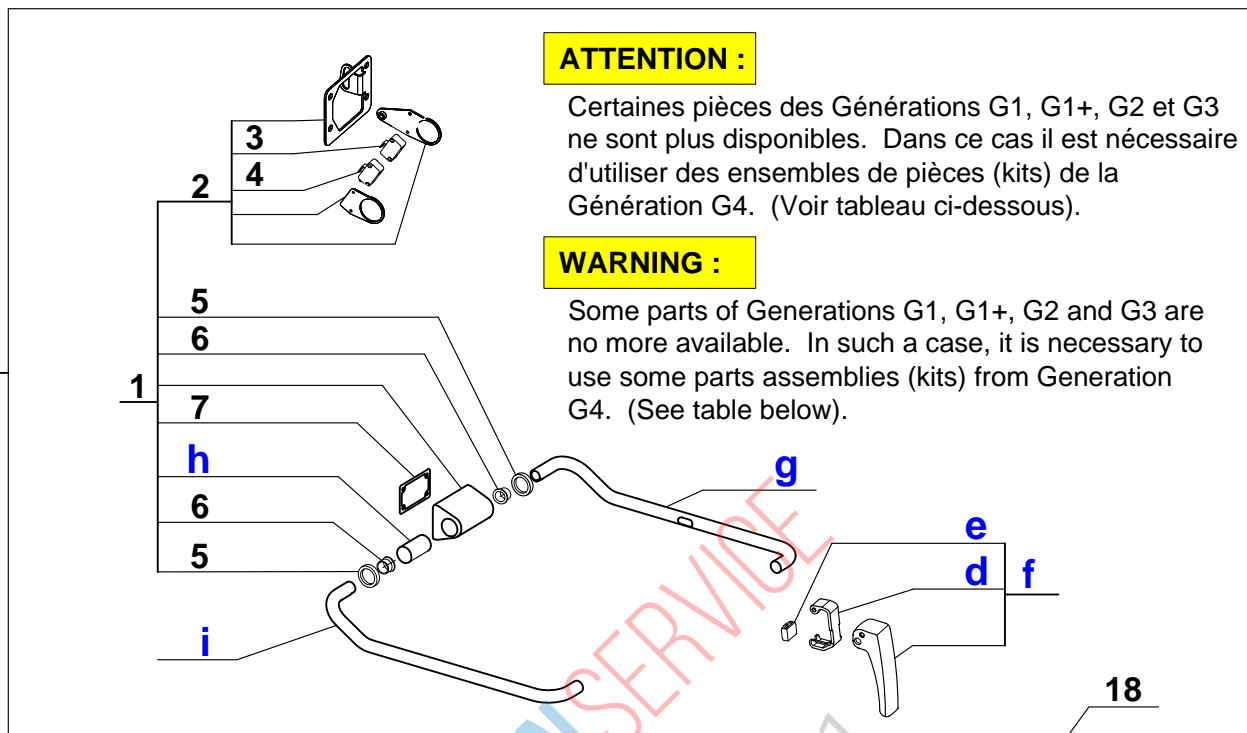 ATTENTION :
Certaines pièces des Générations G1, G1+, G2 et G3
ne sont plus disponibles. Dans ce cas il est nécessaire
d'utiliser des ensembles de pièces (kits) de la
Génération G4. (Voir tableau ci-dessous).
WARNING :
Some parts of Generations G1, G1+, G2 and G3 are
no more available. In such a case, it is necessary to
use some parts assemblies (kits) from Generation
G4. (See table below).
3
4
2
5
6
1
7
h
6
5
i
g
e
d
f
18
NSERVICE
1